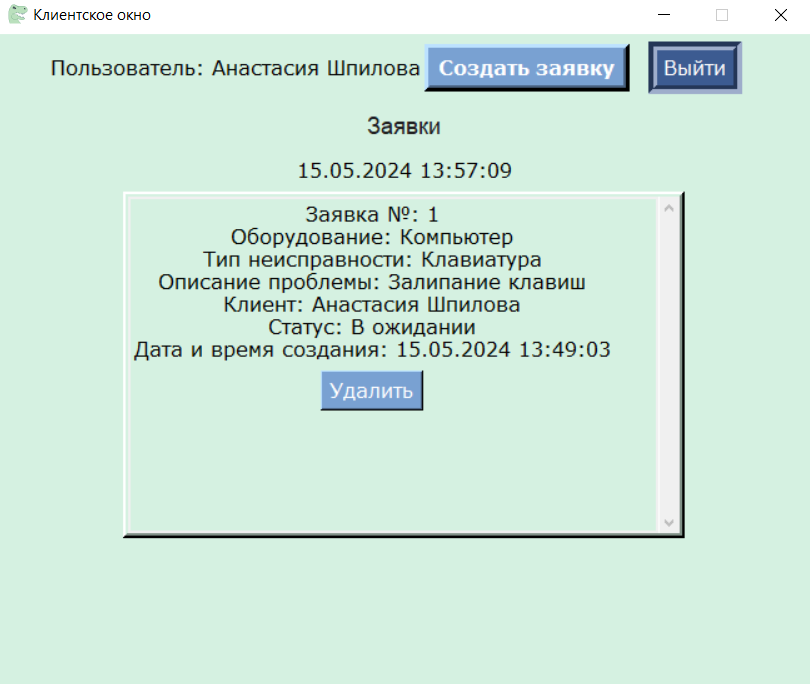 Клиентское окно
Пользователь: Анастасия Шпилова Создать заявку Выйти
Заявки
15.05.2024 13:57:09
Заявка №: 1
Оборудование: Компьютер
Тип неисправности: Клавиатура
Описание проблемы: Залипание клавиш
Клиент: Анастасия Шпилова
Статус: В ожидании
Дата и время создания: 15.05.2024 13:49:03
Удалить